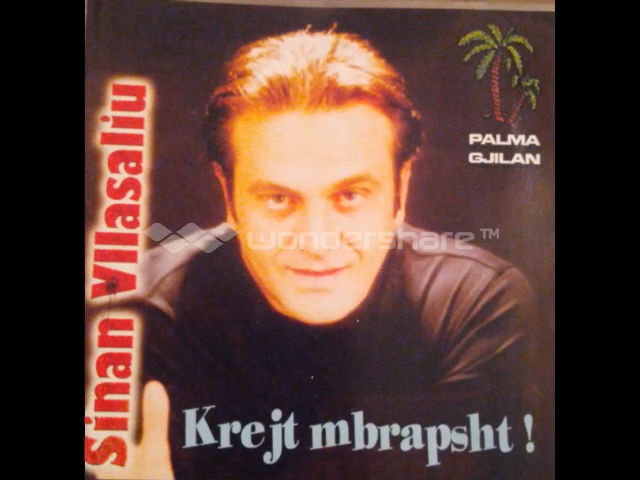 PALMA
GJILAN
Sinan Vllasaliu
wondershare™
Krejt mbrapsht !